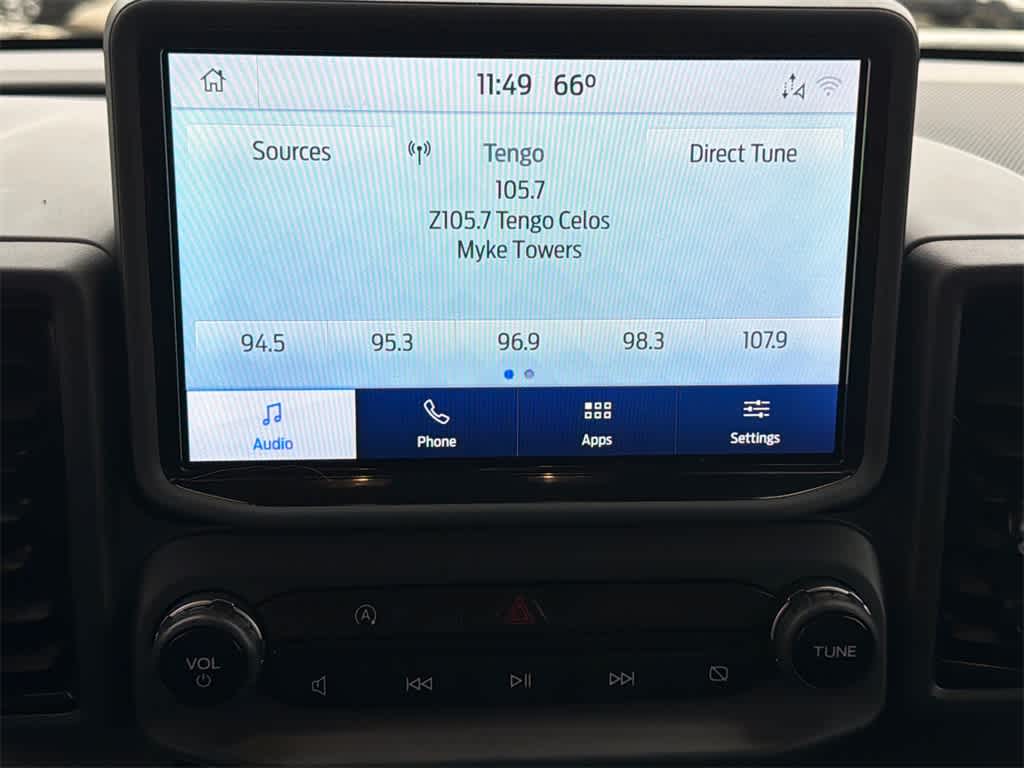 11:49 66°
Sources Tengo Direct Tune
105.7
Z105.7 Tengo Celos
Myke Towers
94.5 95.3 96.9 98.3 107.9
Audio Phone Apps Settings
A
VOL TUNE